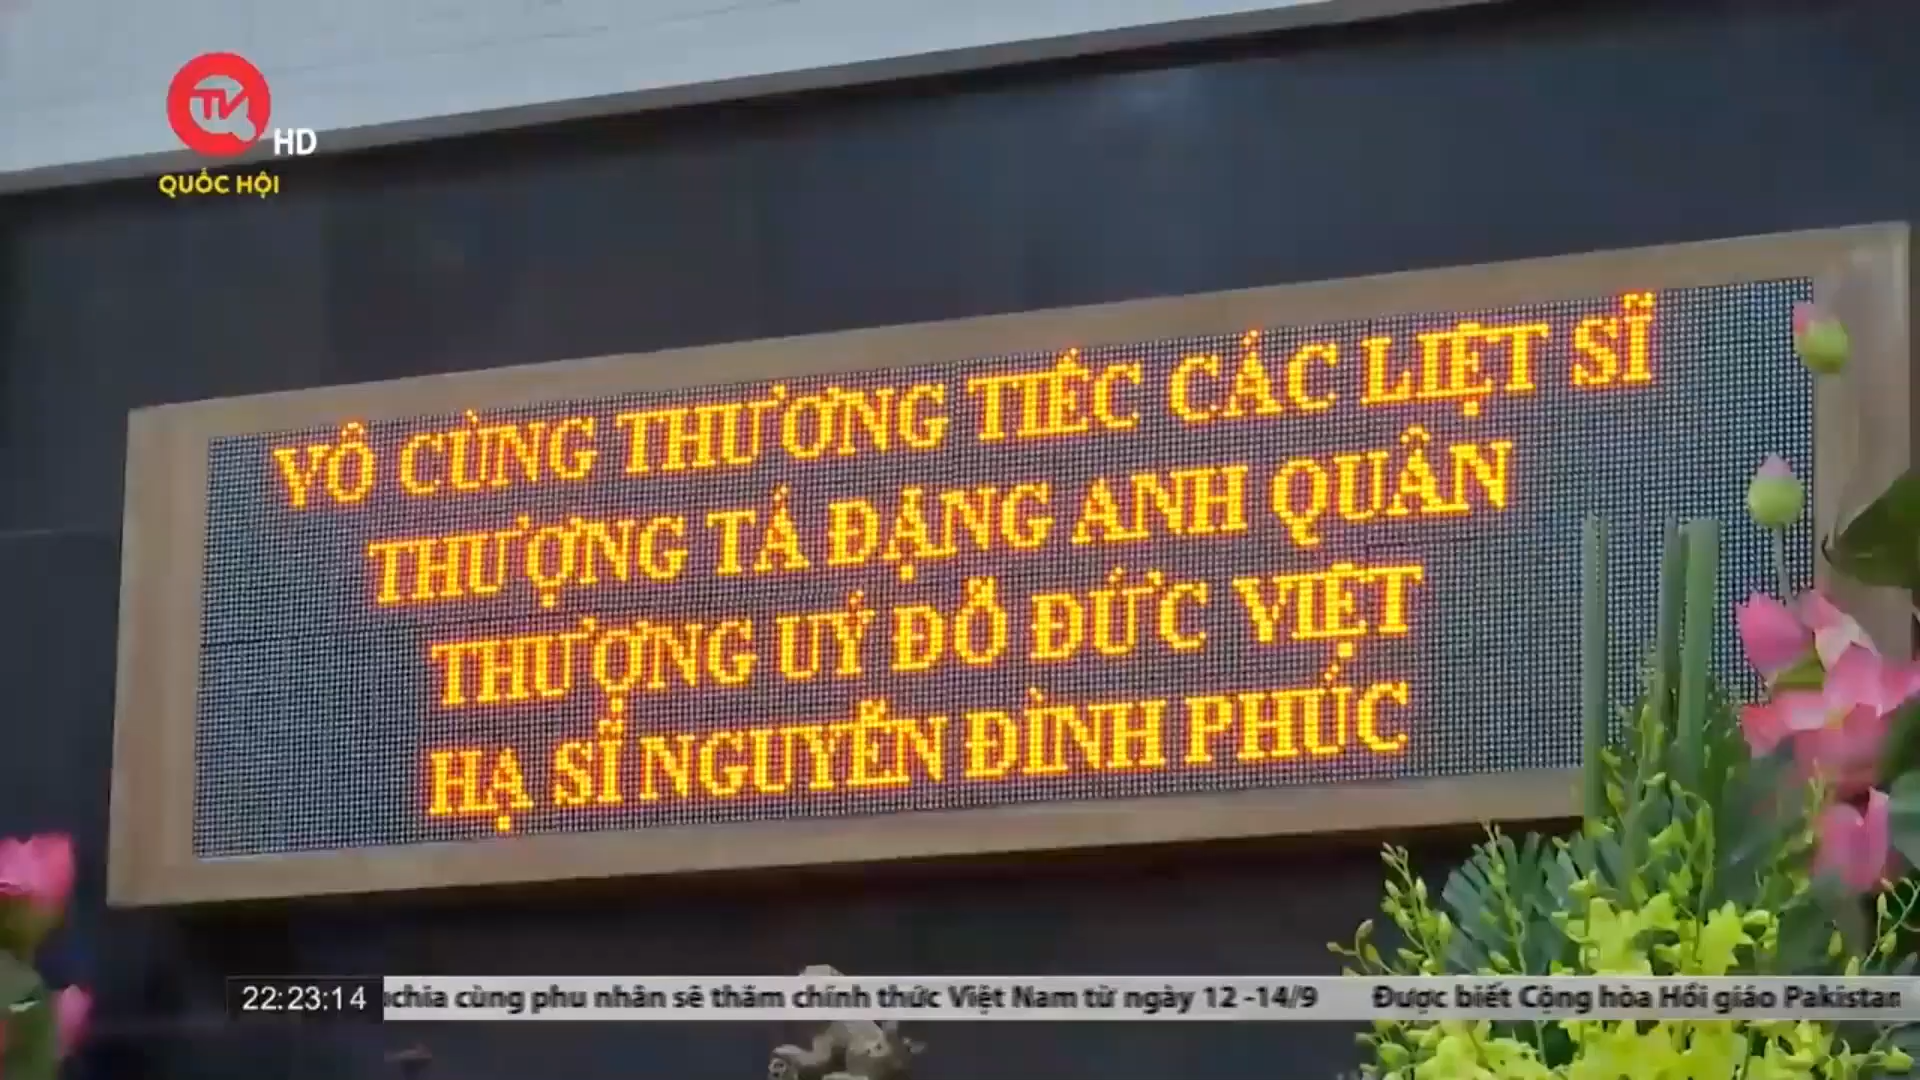 TV
HD
QUỐC HỘI
VÔ CÙNG THƯƠNG TIẾC CÁC LIỆT SĨ
THƯỢNG TÁ ĐẶNG ANH QUÂN
THƯỢNG UÝ ĐỖ ĐỨC VIỆT
HẠ SĨ NGUYỄN ĐÌNH PHÚC
22:23:14
cùng phu nhân sẽ thăm chính thức Việt Nam từ ngày 12 -14/9 Được biết Cộng hòa Hồi giáo Pakistan